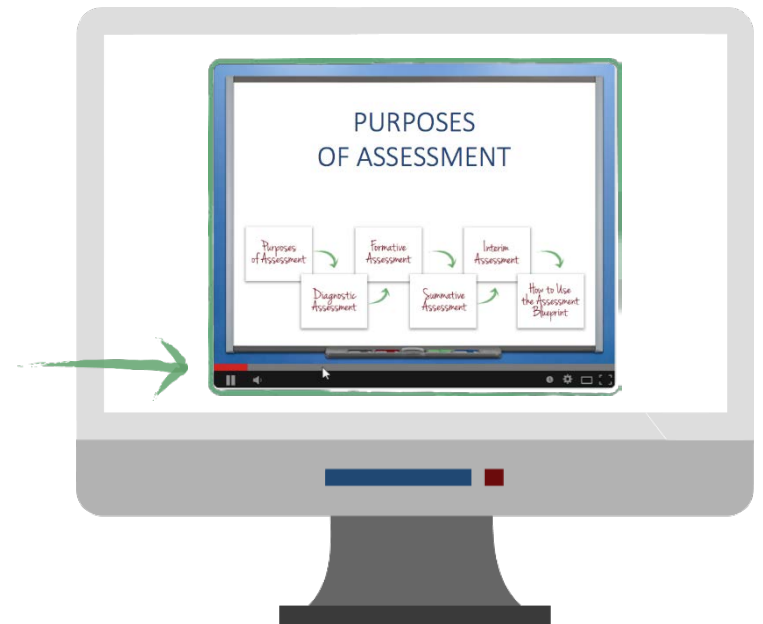 PURPOSES
OF ASSESSMENT
Purposes
of Assessment
Diagnostic
Assessment
Formative
Assessment
Summative
Assessment
Interim
Assessment
How to Use
the Assessment
Blueprint